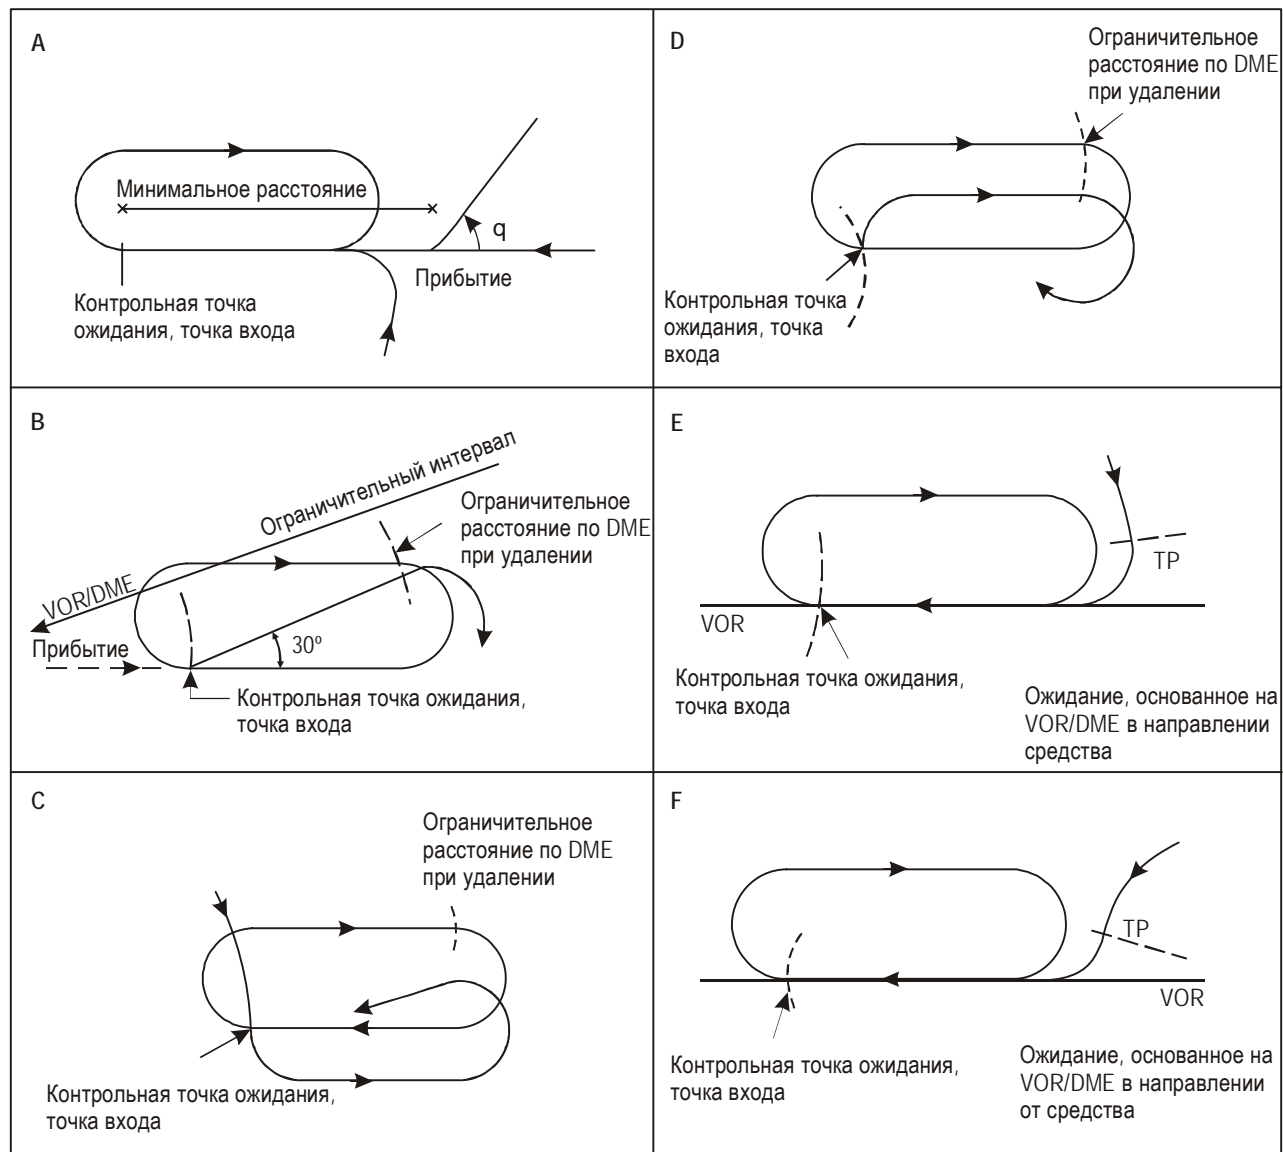 A
Минимальное расстояние
q
Прибытие
Контрольная точка
ожидания, точка входа
B
Ограничительный интервал
VOR/DME
Ограничительное
расстояние по DME
при удалении
Прибытие
30º
Контрольная точка ожидания,
точка входа
C
Ограничительное
расстояние по DME
при удалении
Контрольная точка ожидания,
точка входа
D
Ограничительное
расстояние по DME
при удалении
Контрольная точка
ожидания, точка
входа
E
TP
VOR
Контрольная точка ожидания,
точка входа
Ожидание, основанное на
VOR/DME в направлении
средства
F
TP
VOR
Контрольная точка ожидания,
точка входа
Ожидание, основанное на
VOR/DME в направлении
от средства